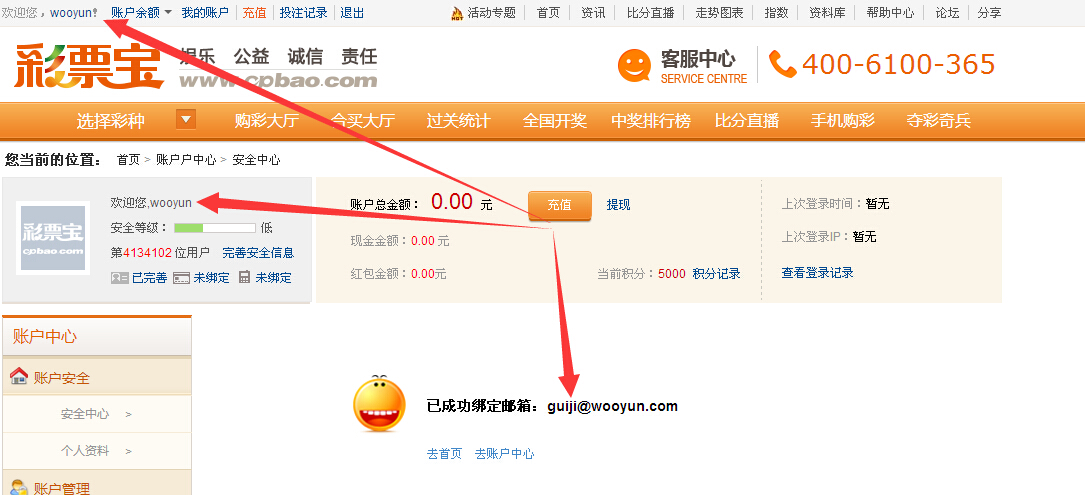 欢迎您，wooyun! 账户余额 我的账户 充值 投注记录 退出 活动专题 首页 资讯 比分直播 走势图表 指数 资料库 帮助中心 论坛 分享
彩票宝 娱乐 公益 诚信 责任
www.cpbao.com
客服中心
SERVICE CENTRE
400-6100-365
选择彩种 购彩大厅 合买大厅 过关统计 全国开奖 中奖排行榜 比分直播 手机购彩 夺彩奇兵
您当前的位置： 首页 > 账户户中心 > 安全中心
彩票宝
cpbao.com
欢迎您,wooyun
安全等级： 低
第4134102 位用户 完善安全信息
已完善 未绑定 未绑定
账户总金额： 0.00 元 充值 提现
现金金额：0.00 元
红包金额：0.00元 当前积分：5000 积分记录
上次登录时间：暂无
上次登录IP：暂无
查看登录记录
账户中心
账户安全
安全中心 >
个人资料 >
账户管理
已成功绑定邮箱：guiji@wooyun.com
去首页 去账户中心